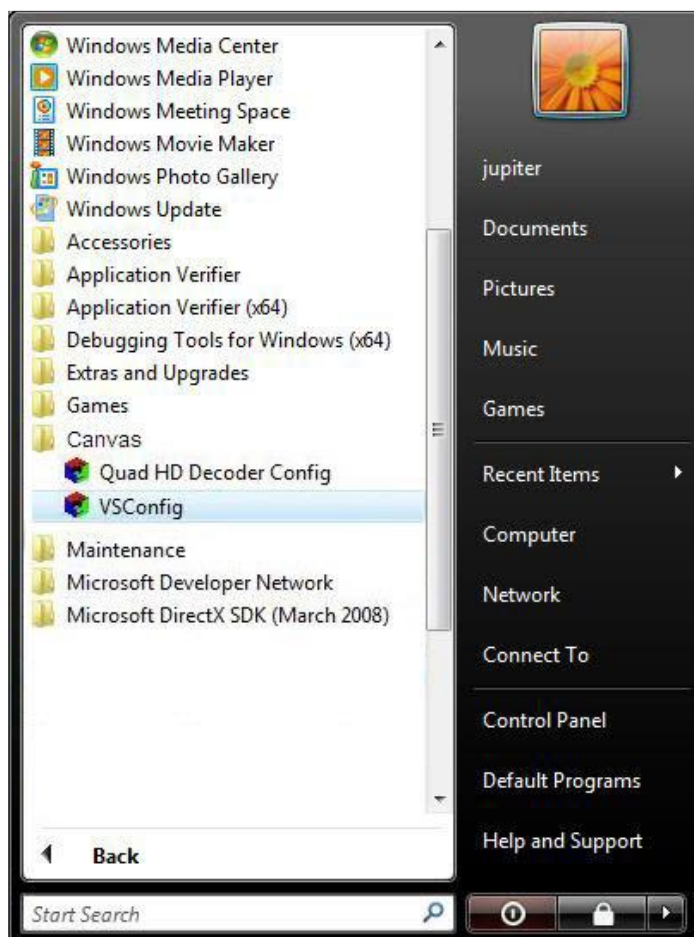 Windows Media Center
Windows Media Player
Windows Meeting Space
Windows Movie Maker
Windows Photo Gallery
Windows Update
Accessories
Application Verifier
Application Verifier (x64)
Debugging Tools for Windows (x64)
Extras and Upgrades
Games
Canvas
Quad HD Decoder Config
VSConfig
Maintenance
Microsoft Developer Network
Microsoft DirectX SDK (March 2008)
Back
Start Search
jupiter
Documents
Pictures
Music
Games
Recent Items
Computer
Network
Connect To
Control Panel
Default Programs
Help and Support